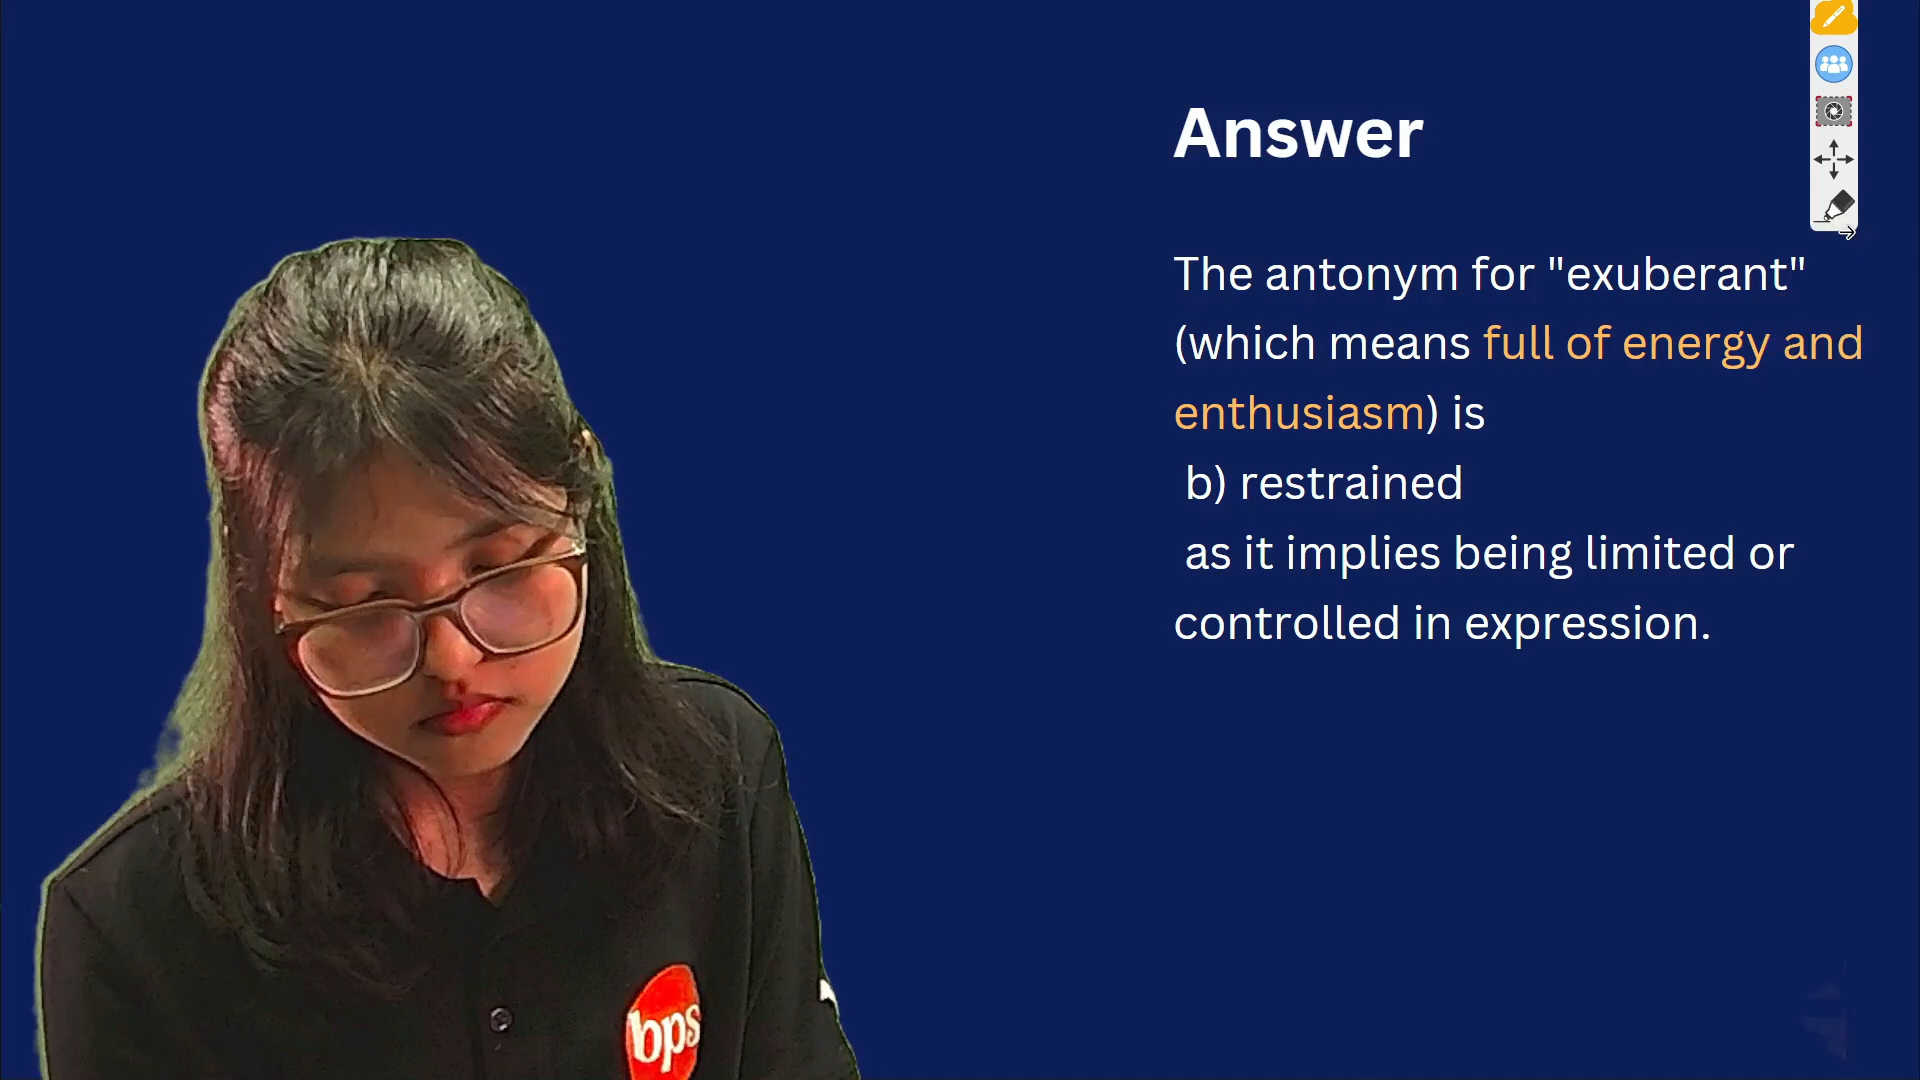 Answer
The antonym for "exuberant"
(which means full of energy and
enthusiasm) is
b) restrained
as it implies being limited or
controlled in expression.
bps